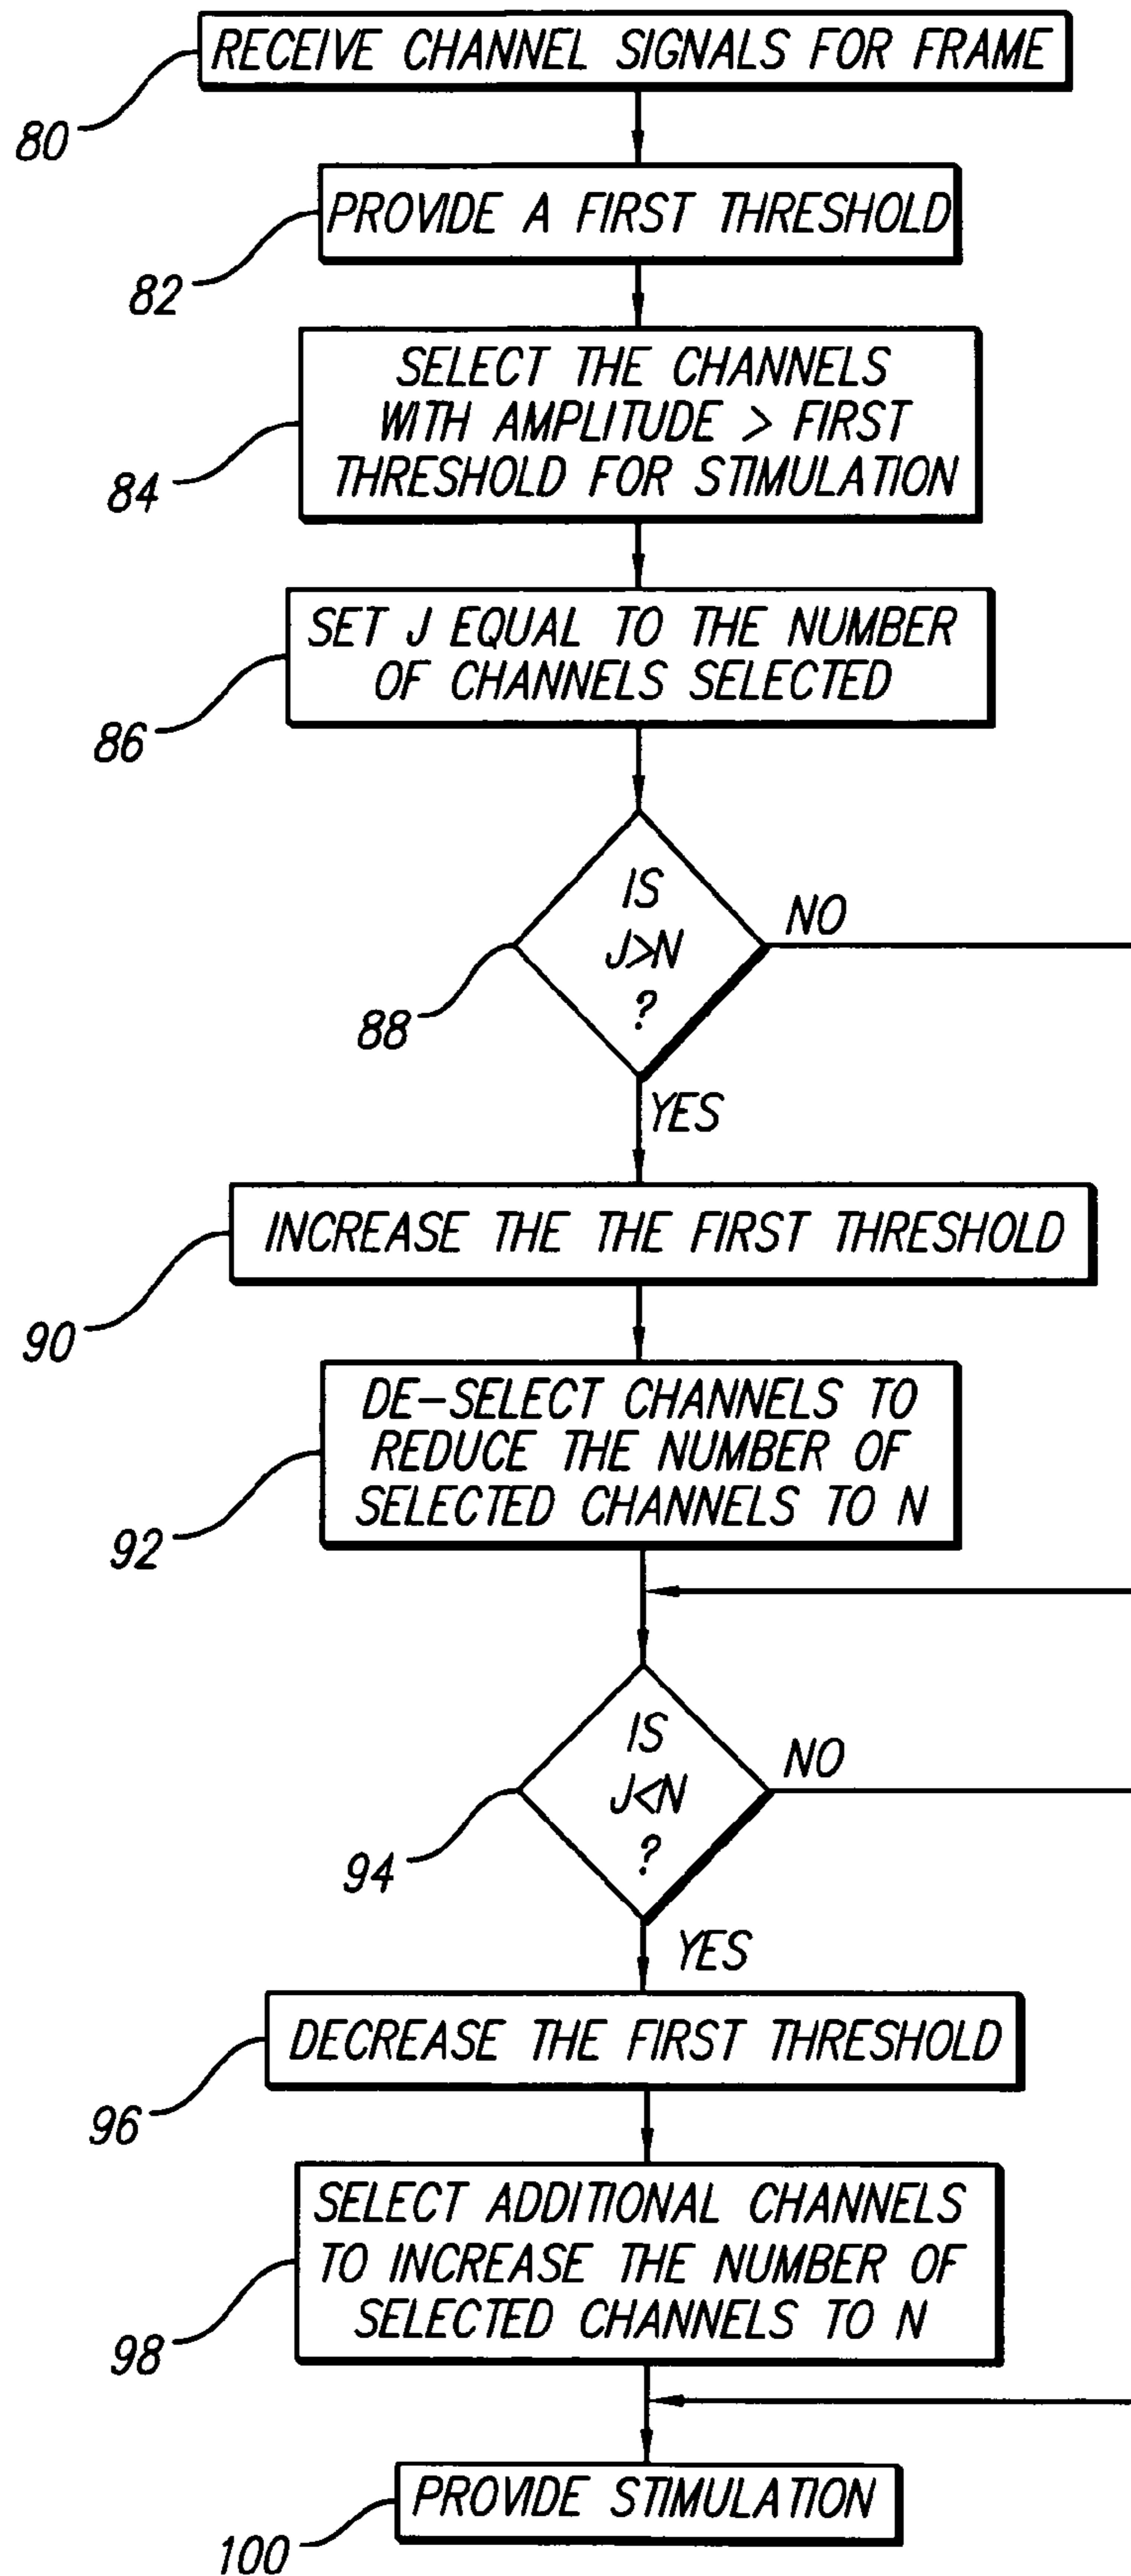 RECEIVE CHANNEL SIGNALS FOR FRAME
80
PROVIDE A FIRST THRESHOLD
82
SELECT THE CHANNELS
WITH AMPLITUDE > FIRST
THRESHOLD FOR STIMULATION
84
SET J EQUAL TO THE NUMBER
OF CHANNELS SELECTED
86
IS
J>N
?
NO
88
YES
INCREASE THE THE FIRST THRESHOLD
90
DE-SELECT CHANNELS TO
REDUCE THE NUMBER OF
SELECTED CHANNELS TO N
92
IS
J<N
?
NO
94
YES
DECREASE THE FIRST THRESHOLD
96
SELECT ADDITIONAL CHANNELS
TO INCREASE THE NUMBER OF
SELECTED CHANNELS TO N
98
PROVIDE STIMULATION
100